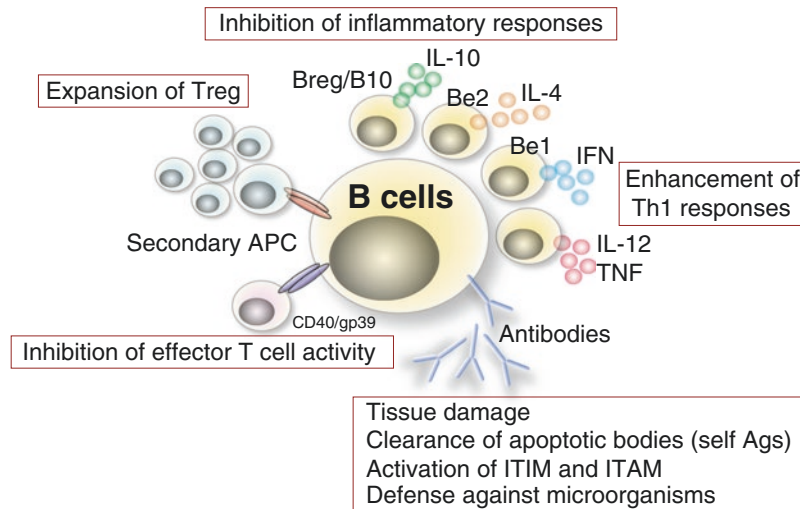 Inhibition of inflammatory responses
IL-10
Breg/B10
Expansion of Treg
Be2
IL-4
Be1
IFN
B cells
Enhancement of
Th1 responses
Secondary APC
IL-12
TNF
CD40/gp39
Antibodies
Inhibition of effector T cell activity
Tissue damage
Clearance of apoptotic bodies (self Ags)
Activation of ITIM and ITAM
Defense against microorganisms